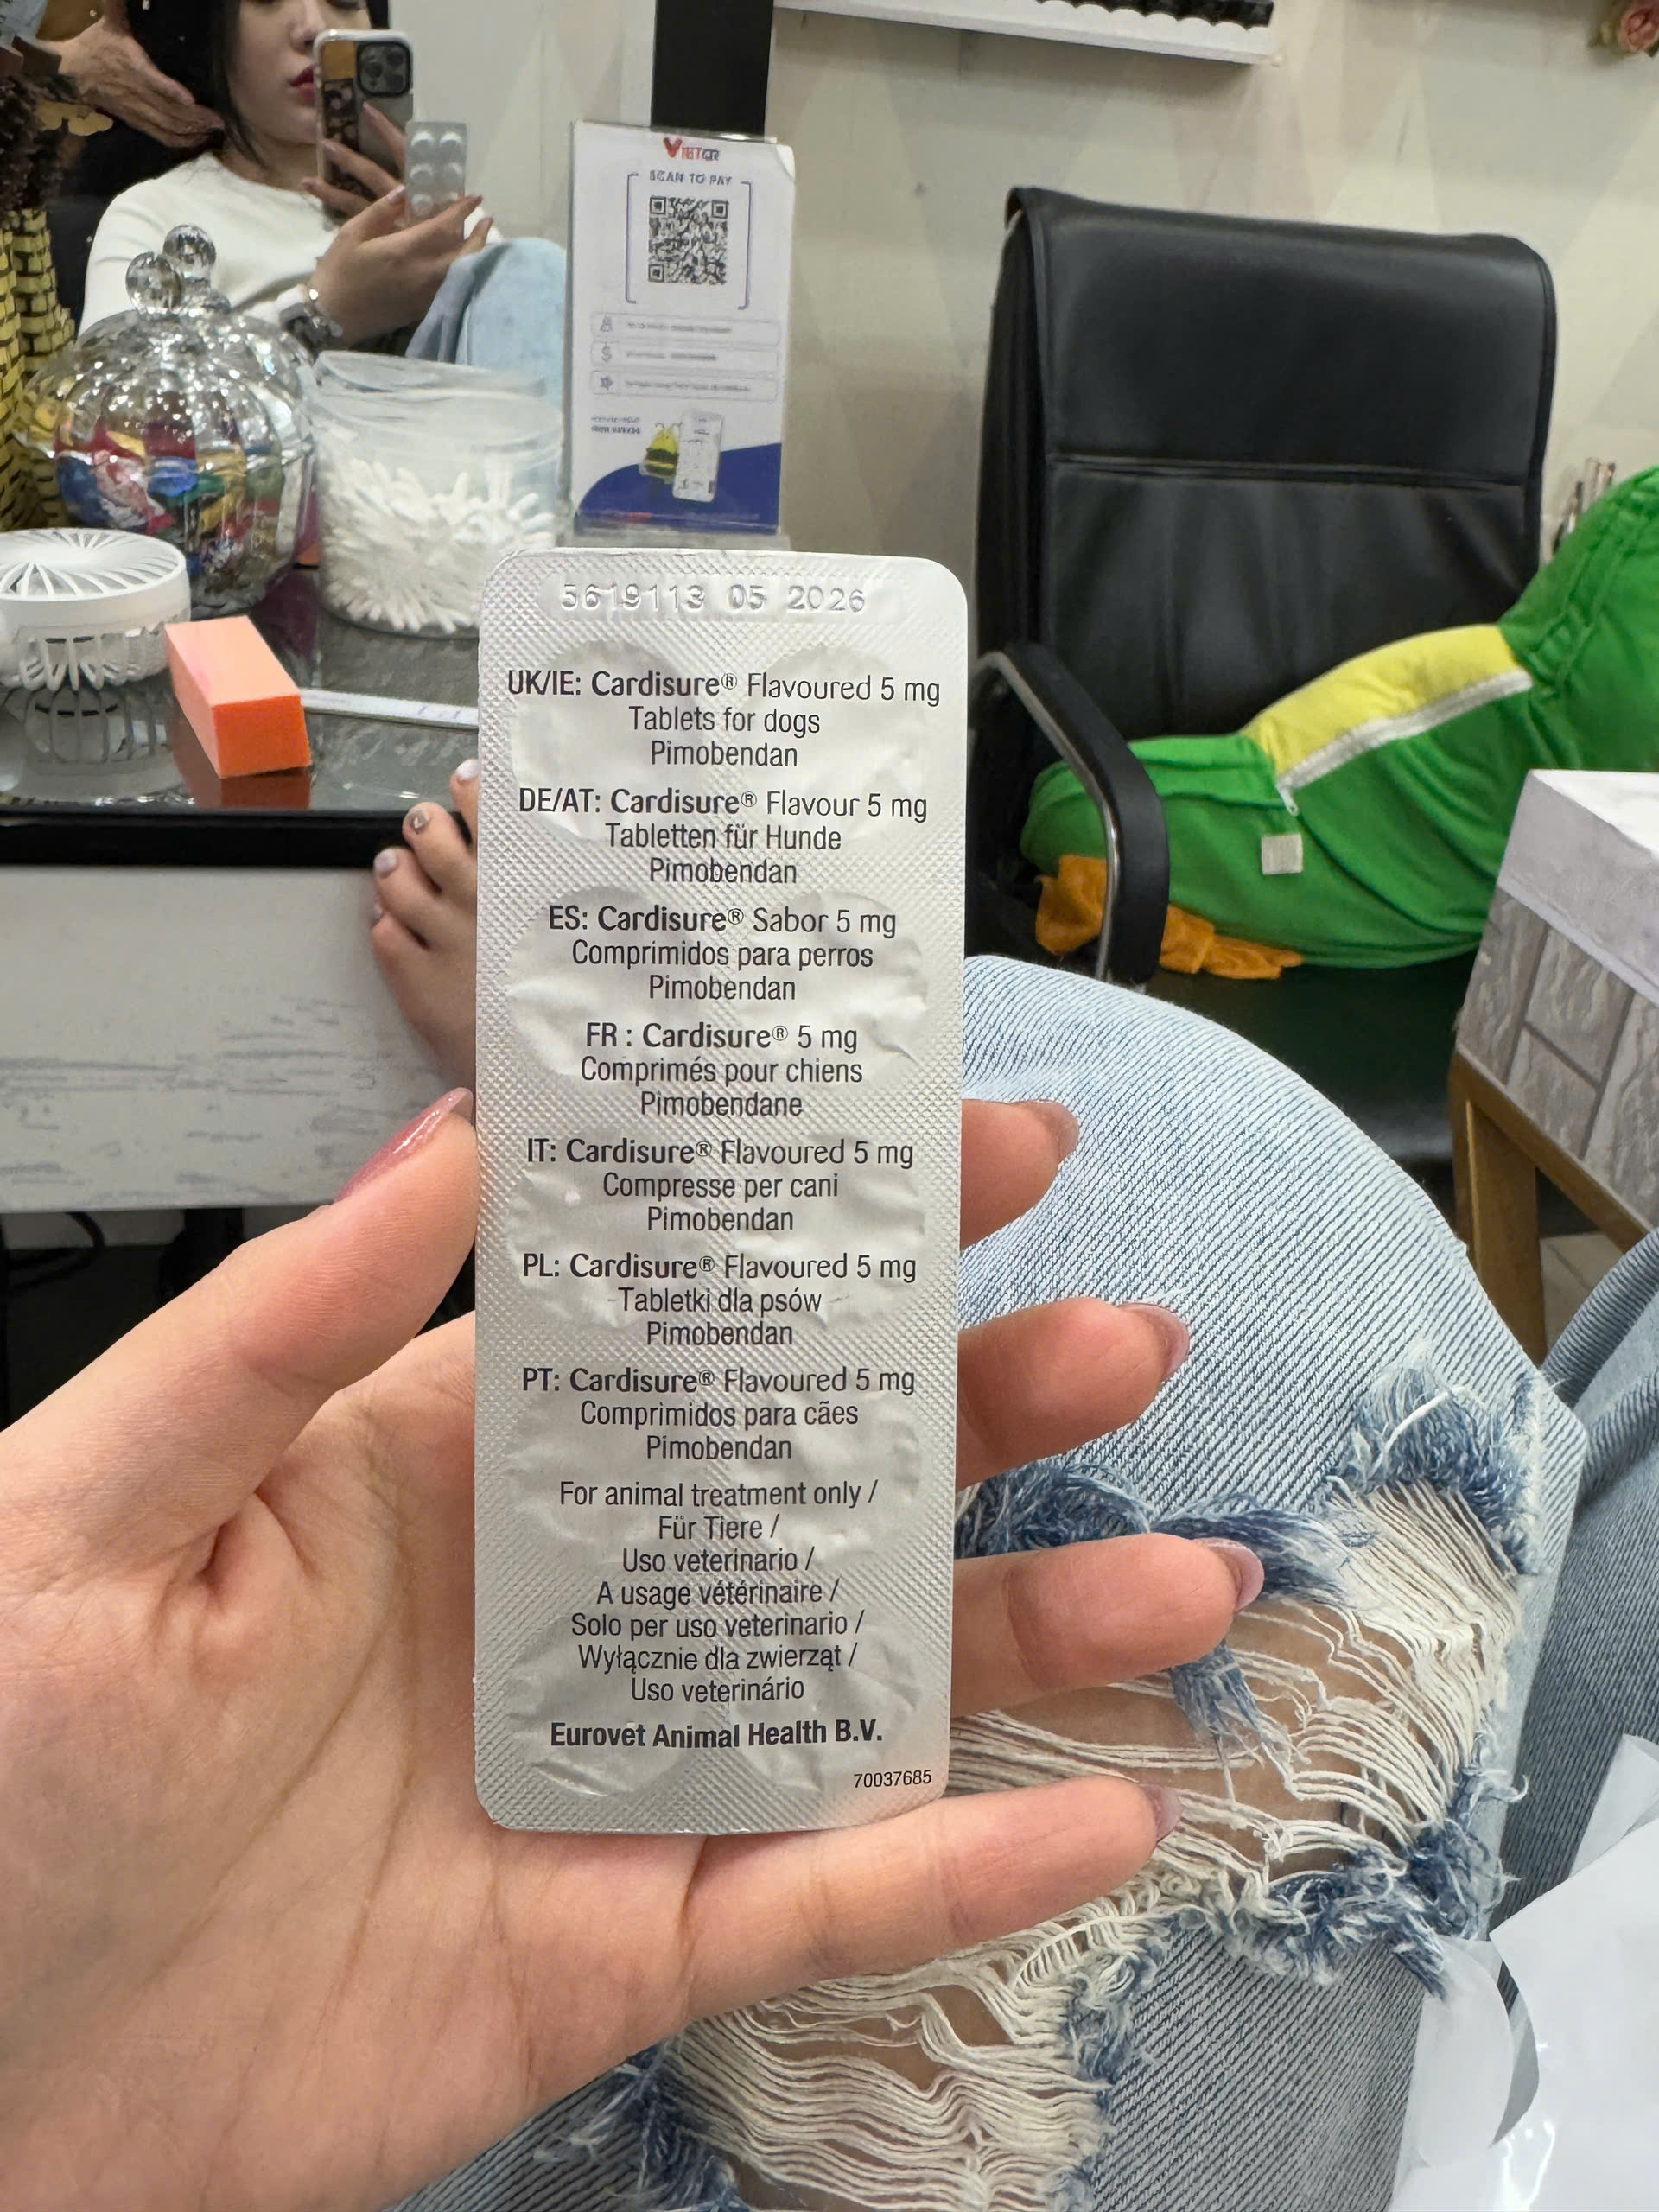 SCAN TO PAY
5619113 05 2026
UK/IE: Cardisure® Flavoured 5 mg
Tablets for dogs
Pimobendan
DE/AT: Cardisure® Flavour 5 mg
Tabletten für Hunde
Pimobendan
ES: Cardisure® Sabor 5 mg
Comprimidos para perros
Pimobendan
FR : Cardisure® 5 mg
Comprimés pour chiens
Pimobendane
IT: Cardisure® Flavoured 5 mg
Compresse per cani
Pimobendan
PL: Cardisure® Flavoured 5 mg
Tabletki dla psów
Pimobendan
PT: Cardisure® Flavoured 5 mg
Comprimidos para cães
Pimobendan
For animal treatment only /
Für Tiere /
Uso veterinario /
A usage vétérinaire /
Solo per uso veterinario /
Wyłącznie dla zwierząt /
Uso veterinário
Eurovet Animal Health B.V.
70037685